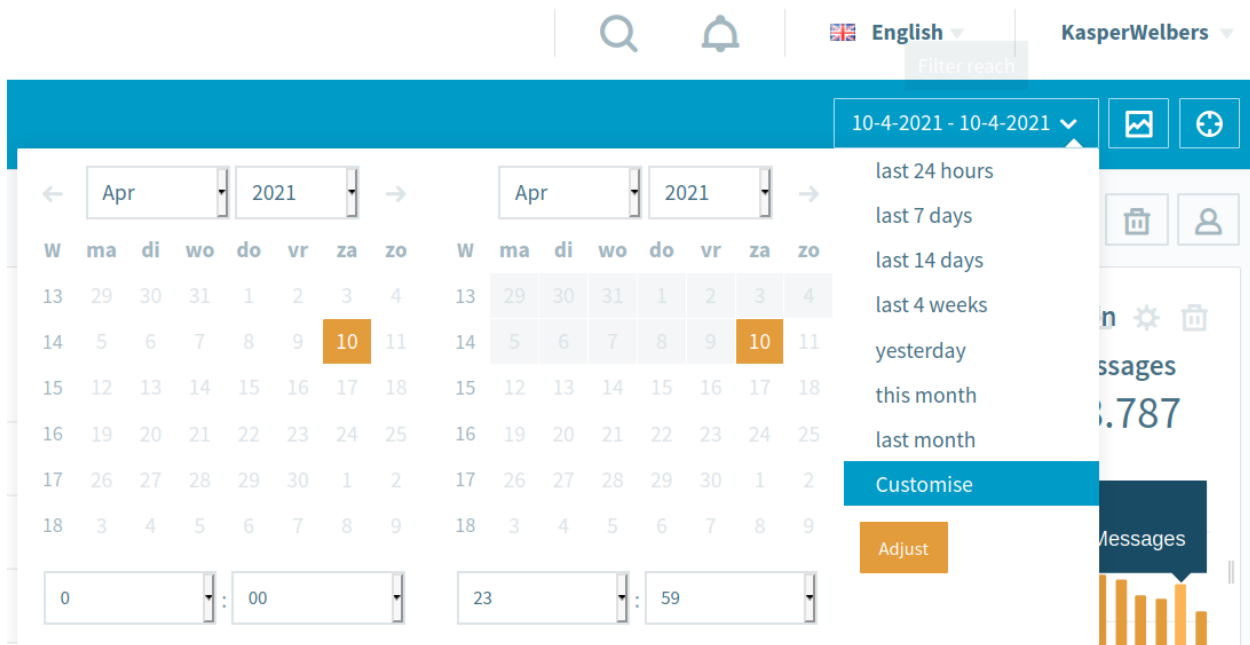 English KasperWelbers
Filter reach
10-4-2021 - 10-4-2021
Apr 2021 Apr 2021
W ma di wo do vr za zo W ma di wo do vr za zo
13 29 30 31 1 2 3 4 13 29 30 31 1 2 3 4
14 5 6 7 8 9 10 11 14 5 6 7 8 9 10 11
15 12 13 14 15 16 17 18 15 12 13 14 15 16 17 18
16 19 20 21 22 23 24 25 16 19 20 21 22 23 24 25
17 26 27 28 29 30 1 2 17 26 27 28 29 30 1 2
18 3 4 5 6 7 8 9 18 3 4 5 6 7 8 9
0 : 00 23 : 59
last 24 hours
last 7 days
last 14 days
last 4 weeks
yesterday
this month
last month
Customise
Adjust
ssages
.787
Messages